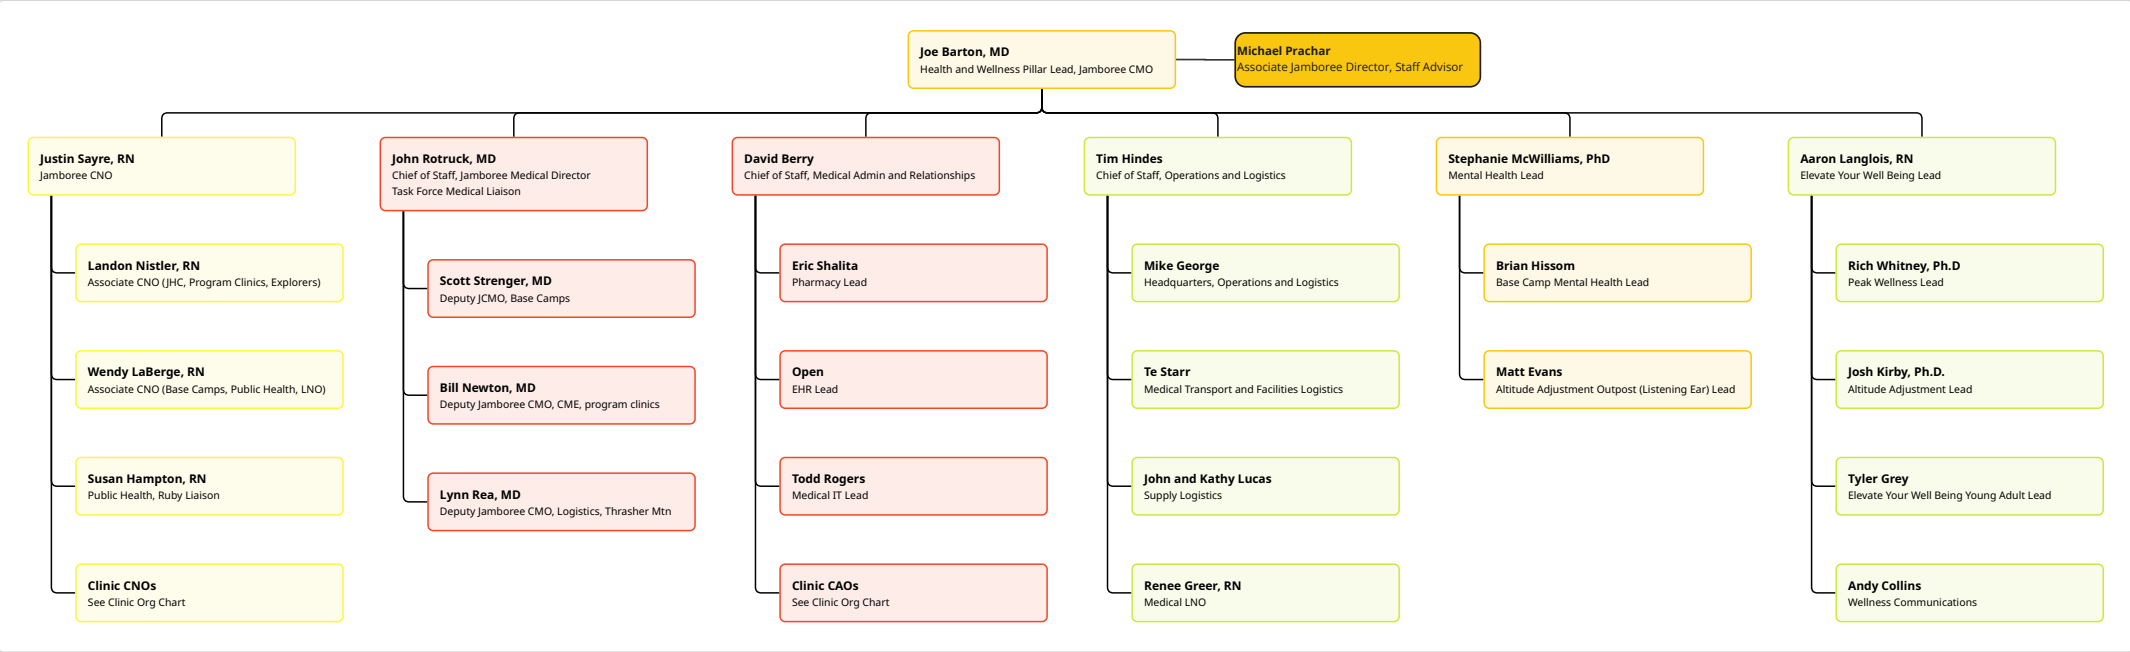 Joe Barton, MD
Health and Wellness Pillar Lead, Jamboree CMO
Michael Prachar
Associate Jamboree Director, Staff Advisor
Justin Sayre, RN
Jamboree CNO
Landon Nistler, RN
Associate CNO (JHC, Program Clinics, Explorers)
Wendy LaBerge, RN
Associate CNO (Base Camps, Public Health, LNO)
Susan Hampton, RN
Public Health, Ruby Liaison
Clinic CNOs
See Clinic Org Chart
John Rotruck, MD
Chief of Staff, Jamboree Medical Director
Task Force Medical Liaison
Scott Strenger, MD
Deputy JCMO, Base Camps
Bill Newton, MD
Deputy Jamboree CMO, CME, program clinics
Lynn Rea, MD
Deputy Jamboree CMO, Logistics, Thrasher Mtn
David Berry
Chief of Staff, Medical Admin and Relationships
Eric Shalita
Pharmacy Lead
Open
EHR Lead
Todd Rogers
Medical IT Lead
Clinic CAOs
See Clinic Org Chart
Tim Hindes
Chief of Staff, Operations and Logistics
Mike George
Headquarters, Operations and Logistics
Te Starr
Medical Transport and Facilities Logistics
John and Kathy Lucas
Supply Logistics
Renee Greer, RN
Medical LNO
Stephanie McWilliams, PhD
Mental Health Lead
Brian Hissom
Base Camp Mental Health Lead
Matt Evans
Altitude Adjustment Outpost (Listening Ear) Lead
Aaron Langlois, RN
Elevate Your Well Being Lead
Rich Whitney, Ph.D
Peak Wellness Lead
Josh Kirby, Ph.D.
Altitude Adjustment Lead
Tyler Grey
Elevate Your Well Being Young Adult Lead
Andy Collins
Wellness Communications